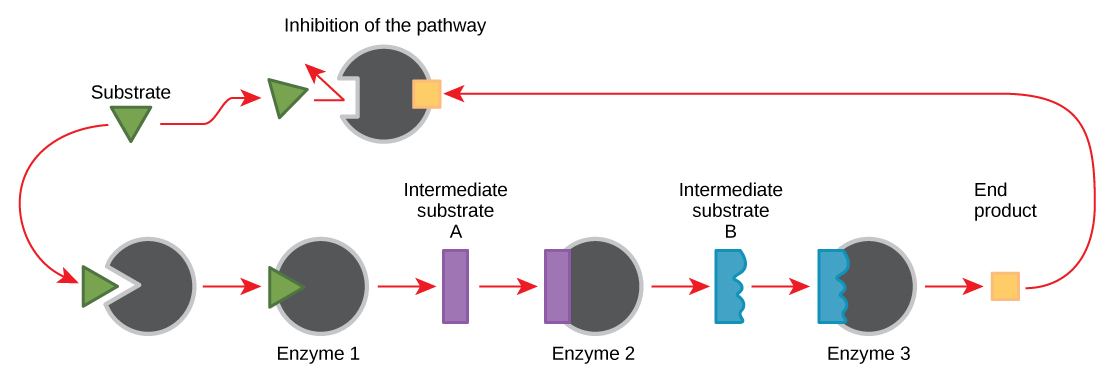 Inhibition of the pathway
Substrate
Intermediate
substrate
A
Intermediate
substrate
B
End
product
Enzyme 1
Enzyme 2
Enzyme 3